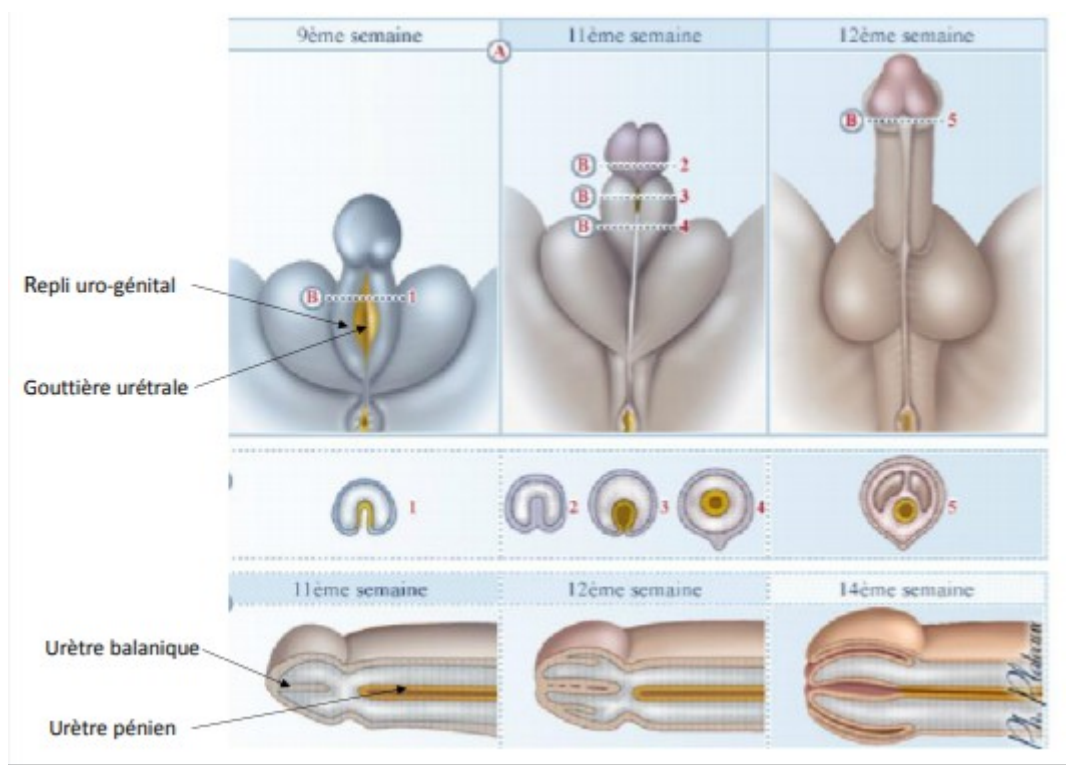 9ème semaine
11ème semaine
12ème semaine
A
B 5
B 2
B 3
B 4
Repli uro-génital
B 1
Gouttière urétrale
1
2
3
4
5
11ème semaine
12ème semaine
14ème semaine
Urètre balanique
Urètre pénien